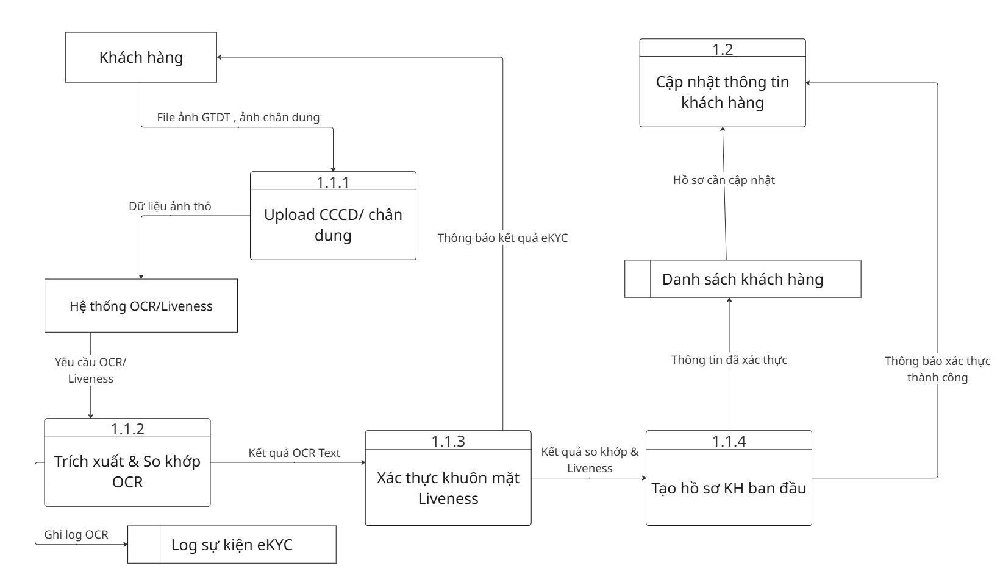 Khách hàng
1.2
Cập nhật thông tin
khách hàng
File ảnh GTDT , ảnh chân dung
1.1.1
Upload CCCD/ chân
dung
Hồ sơ cần cập nhật
Dữ liệu ảnh thô
Thông báo kết quả eKYC
Danh sách khách hàng
Hệ thống OCR/Liveness
Yêu cầu OCR/
Liveness
Thông tin đã xác thực
Thông báo xác thực
thành công
1.1.2
Trích xuất & So khớp
OCR
Kết quả OCR Text
1.1.3
Xác thực khuôn mặt
Liveness
Kết quả so khớp &
Liveness
1.1.4
Tạo hồ sơ KH ban đầu
Ghi log OCR
Log sự kiện eKYC